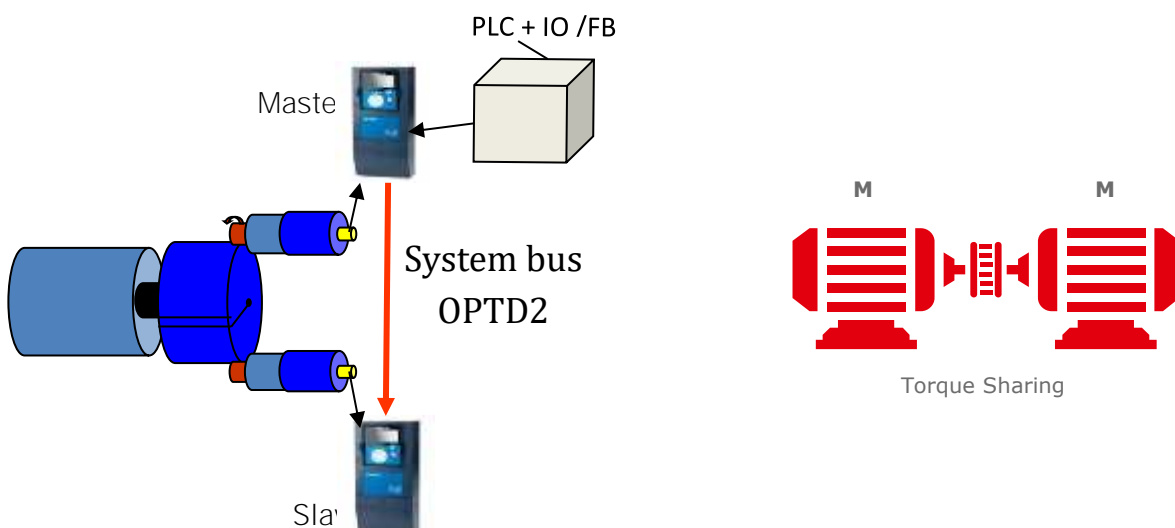 PLC + IO /FB
Maste
System bus
OPTD2
Sla
M
M
Torque Sharing